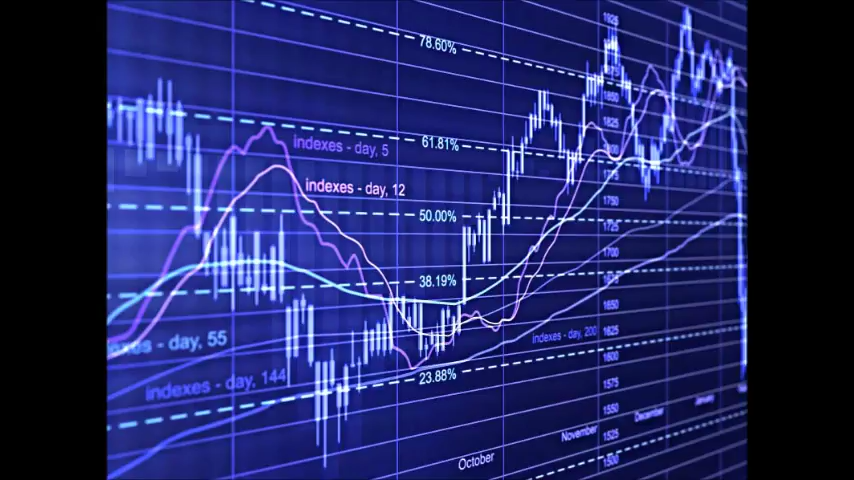 78.60%
indexes - day, 5
61.81%
indexes - day, 12
50.00%
38.19%
indexes - day, 55
indexes - day, 200
indexes - day, 144
23.88%
1925
1850
1825
1750
1725
1700
1650
1625
1600
1575
1550
1525
1500
October
November
December
January